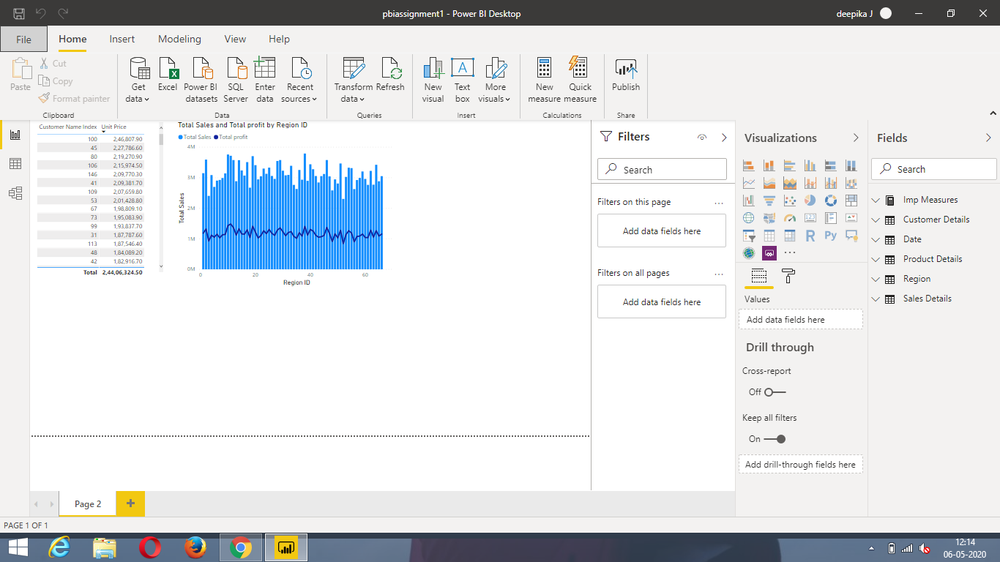 pbiassignment1 - Power BI Desktop
deepika J
File Home Insert Modeling View Help
Paste
Cut
Copy
Format painter
Clipboard
Get data
Excel
Power BI datasets
SQL Server
Enter data
Recent sources
Data
Transform data
Refresh
Queries
New visual
Text box
More visuals
Insert
New measure
Quick measure
Calculations
Publish
Share
Customer Name Index Unit Price
100 2,46,807.90
45 2,27,786.60
80 2,19,270.90
106 2,15,974.50
146 2,09,770.30
41 2,09,381.70
109 2,07,659.80
53 2,01,428.80
67 1,98,809.10
73 1,95,083.90
99 1,93,837.70
31 1,87,787.60
113 1,87,546.40
48 1,84,089.20
42 1,82,916.70
Total 2,44,06,324.50
Total Sales and Total profit by Region ID
Total Sales Total profit
4M
3M
2M
1M
0M
Total Sales
0 20 40 60
Region ID
Filters
Search
Filters on this page
Add data fields here
Filters on all pages
Add data fields here
Visualizations
123
R Py
Values
Add data fields here
Drill through
Cross-report
Off
Keep all filters
On
Add drill-through fields here
Fields
Search
Imp Measures
Customer Details
Date
Product Details
Region
Sales Details
Page 2
PAGE 1 OF 1
12:14
06-05-2020